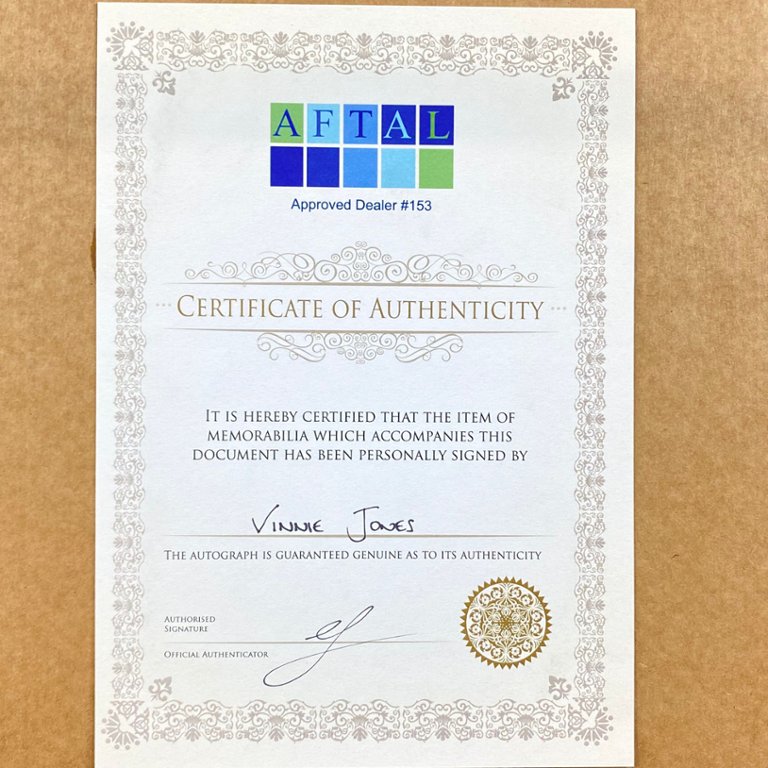 AFTAL
Approved Dealer #153
CERTIFICATE OF AUTHENTICITY
IT IS HEREBY CERTIFIED THAT THE ITEM OF
MEMORABILIA WHICH ACCOMPANIES THIS
DOCUMENT HAS BEEN PERSONALLY SIGNED BY
VINNIE JONES
THE AUTOGRAPH IS GUARANTEED GENUINE AS TO ITS AUTHENTICITY
AUTHORISED
SIGNATURE
OFFICIAL AUTHENTICATOR